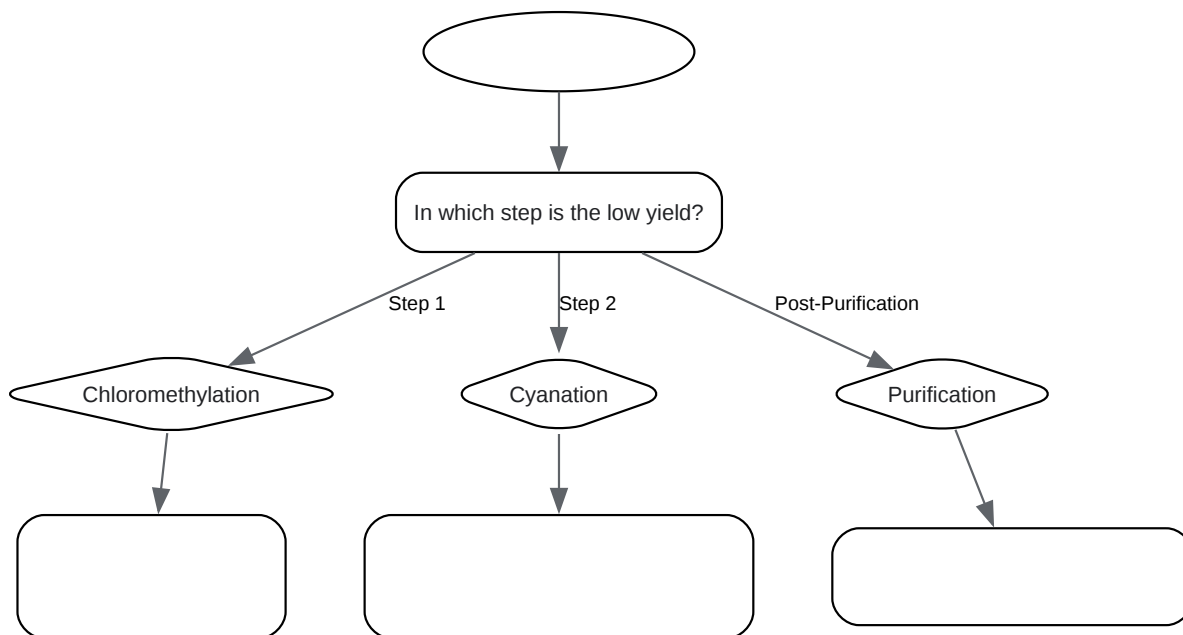 In which step is the low yield?
Step 1
Step 2
Post-Purification
Chloromethylation
Cyanation
Purification